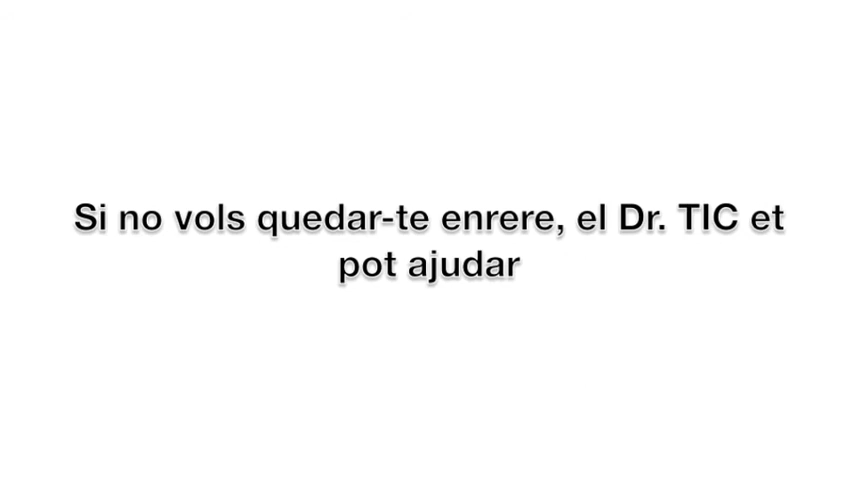 Si no vols quedar-te enrere, el Dr. TIC et
pot ajudar